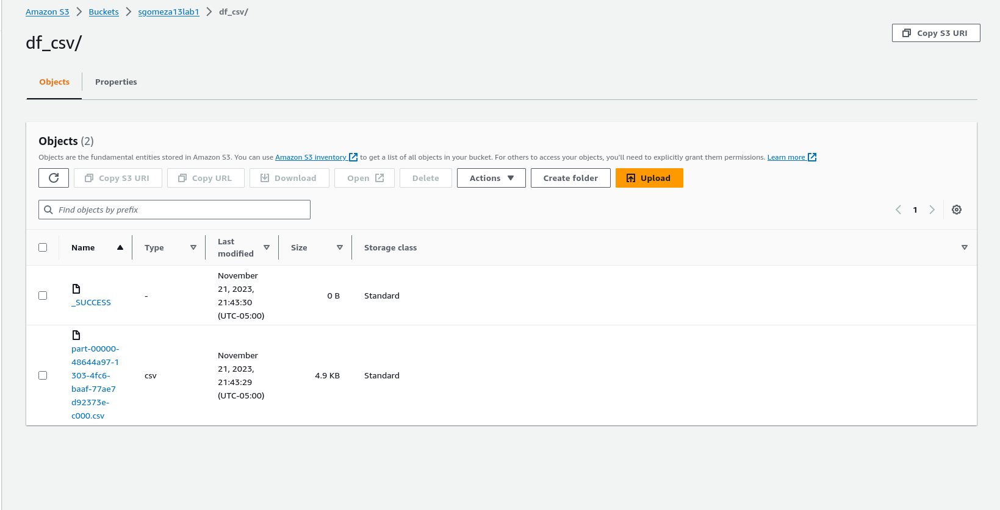 Amazon S3 > Buckets > sgomeza13lab1 > df_csv/
df_csv/
Copy S3 URI
Objects
Properties
Objects (2)
Objects are the fundamental entities stored in Amazon S3. You can use Amazon S3 inventory to get a list of all objects in your bucket. For others to access your objects, you'll need to explicitly grant them permissions. Learn more
Copy S3 URI
Copy URL
Download
Open
Delete
Actions
Create folder
Upload
Find objects by prefix
1
Name
Type
Last
modified
Size
Storage class
_SUCCESS
-
November
21, 2023,
21:43:30
(UTC-05:00)
0 B
Standard
part-00000-
48644a97-1
303-4fc6-
baaf-77ae7
d92373e-
c000.csv
csv
November
21, 2023,
21:43:29
(UTC-05:00)
4.9 KB
Standard